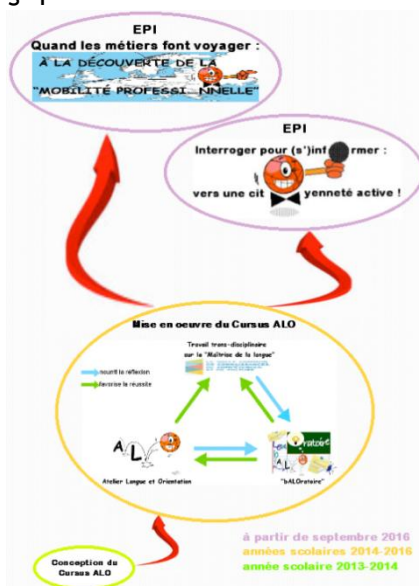 EPI
Quand les métiers font voyager :
À LA DÉCOUVERTE DE LA
"MOBILITÉ PROFESSI NNELLE"
EPI
Interroger pour (s')inf rmer :
vers une cit yenneté active !
Mise en oeuvre du Cursus ALO
Travail trans-disciplinaire
sur la "Maîtrise de la langue"
nourrit la réflexion
favorise la réussite
A L
Atelier Langue et Orientation
oratoire
"bALOratoire"
Conception du
Cursus ALO
à partir de septembre 2016
années scolaires 2014-2016
année scolaire 2013-2014